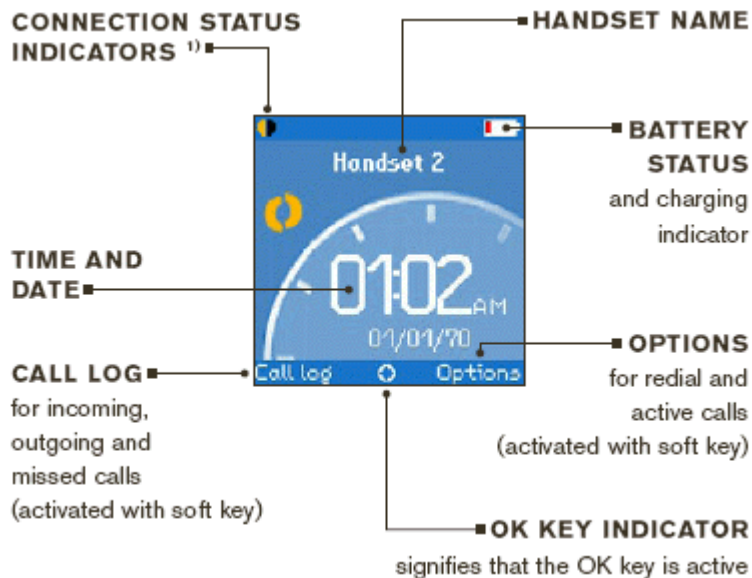 CONNECTION STATUS
INDICATORS 1)
HANDSET NAME
BATTERY
STATUS
and charging
indicator
Handset 2
TIME AND
DATE
01:02 AM
01/01/70
CALL LOG
for incoming,
outgoing and
missed calls
(activated with soft key)
Call log
Options
OPTIONS
for redial and
active calls
(activated with soft key)
OK KEY INDICATOR
signifies that the OK key is active